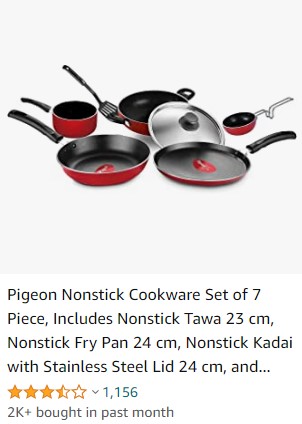 Pigeon Nonstick Cookware Set of 7
Piece, Includes Nonstick Tawa 23 cm,
Nonstick Fry Pan 24 cm, Nonstick Kadai
with Stainless Steel Lid 24 cm, and...
1,156
2K+ bought in past month